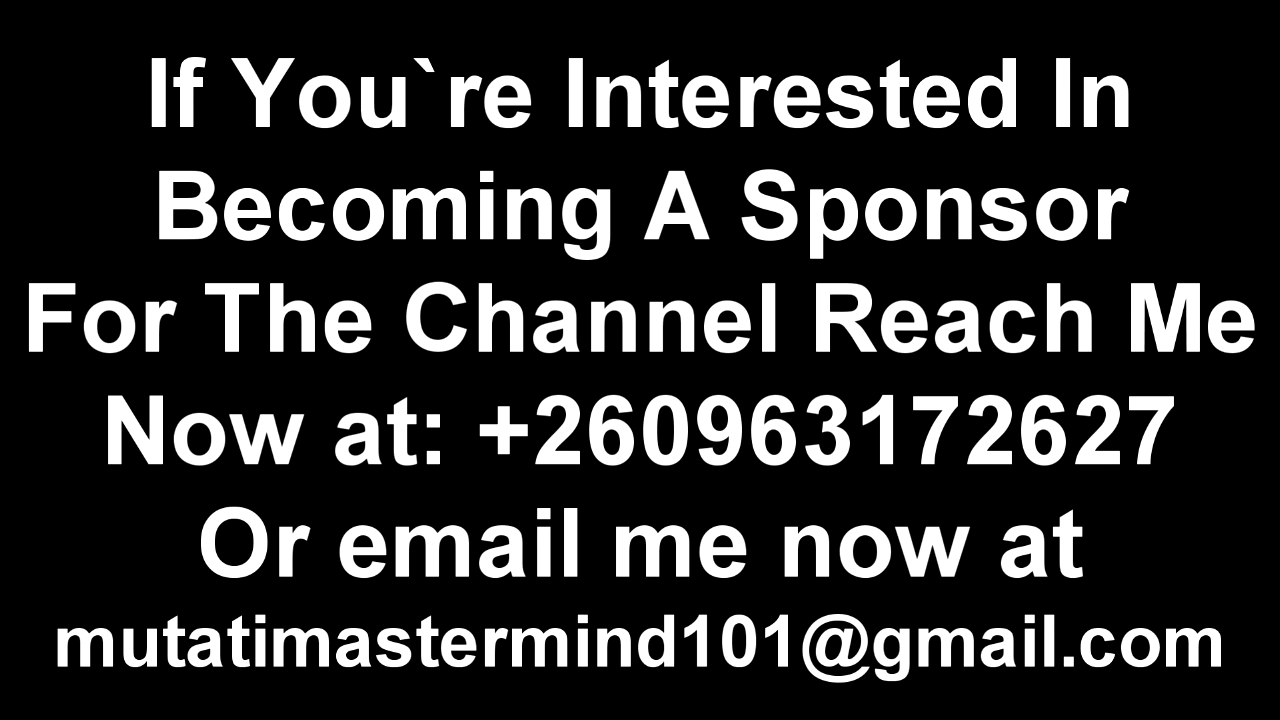 If You`re Interested In
Becoming A Sponsor
For The Channel Reach Me
Now at: +260963172627
Or email me now at
mutatimastermind101@gmail.com